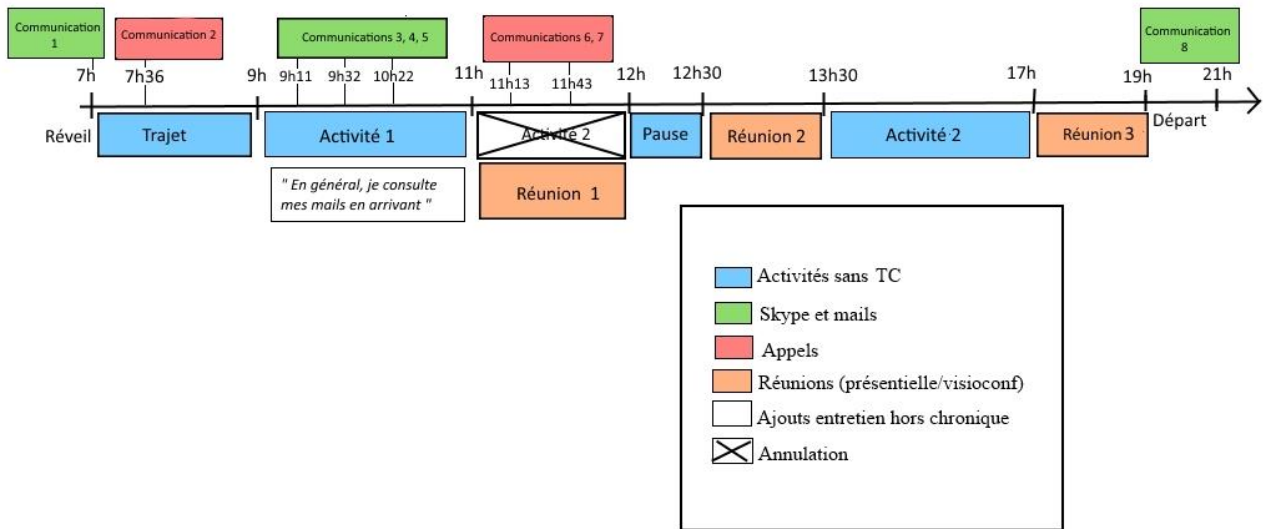 Communication
1
Communication 2
Communications 3, 4, 5
Communications 6, 7
Communication
8
7h
7h36
9h
9h11
9h32
10h22
11h
11h13
11h43
12h
12h30
13h30
17h
19h
21h
Réveil
Trajet
Activité 1
Activité 2
Pause
Réunion 2
Activité 2
Réunion 3
Départ
" En général, je consulte
mes mails en arrivant "
Réunion 1
Activités sans TC
Skype et mails
Appels
Réunions (présentielle/visioconf)
Ajouts entretien hors chronique
Annulation